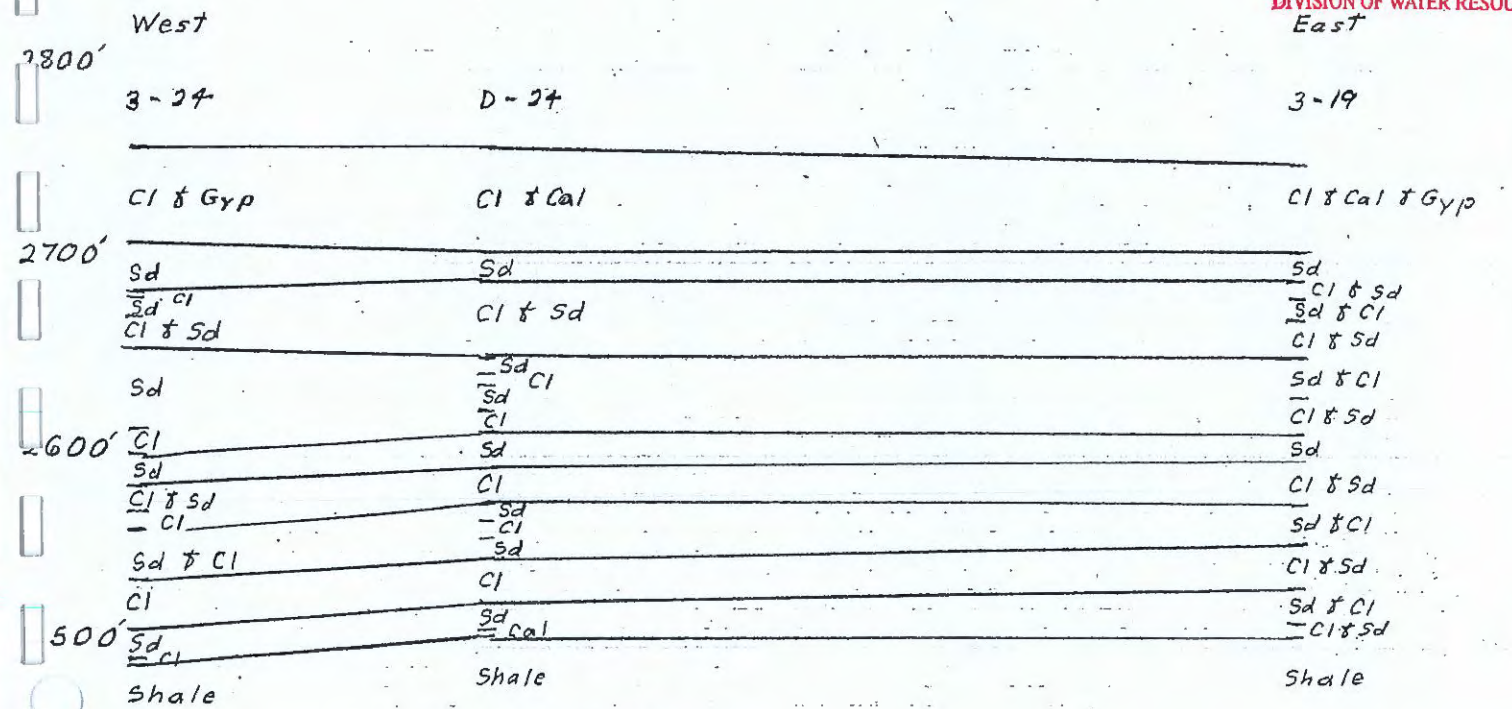 DIVISION OF WATER RESOU
West East
2800'
3-24 D-24 3-19
Cl & Gyp Cl & Cal Cl & Cal & Gyp
2700'
Sd Sd Sd
Cl Cl & Sd
Sd Cl & Sd Sd & Cl
Cl & Sd Cl & Sd
Sd
Sd Cl Sd & Cl
Sd
Cl Cl & Sd
2600' Cl
Sd Sd
Sd
Cl Cl & Sd
Cl & Sd
Sd
Cl Cl Sd & Cl
Sd
Sd & Cl Cl & Sd
Cl
Cl Sd & Cl
Sd
500' Cal Cl & Sd
Sd
Cl
Shale Shale Shale